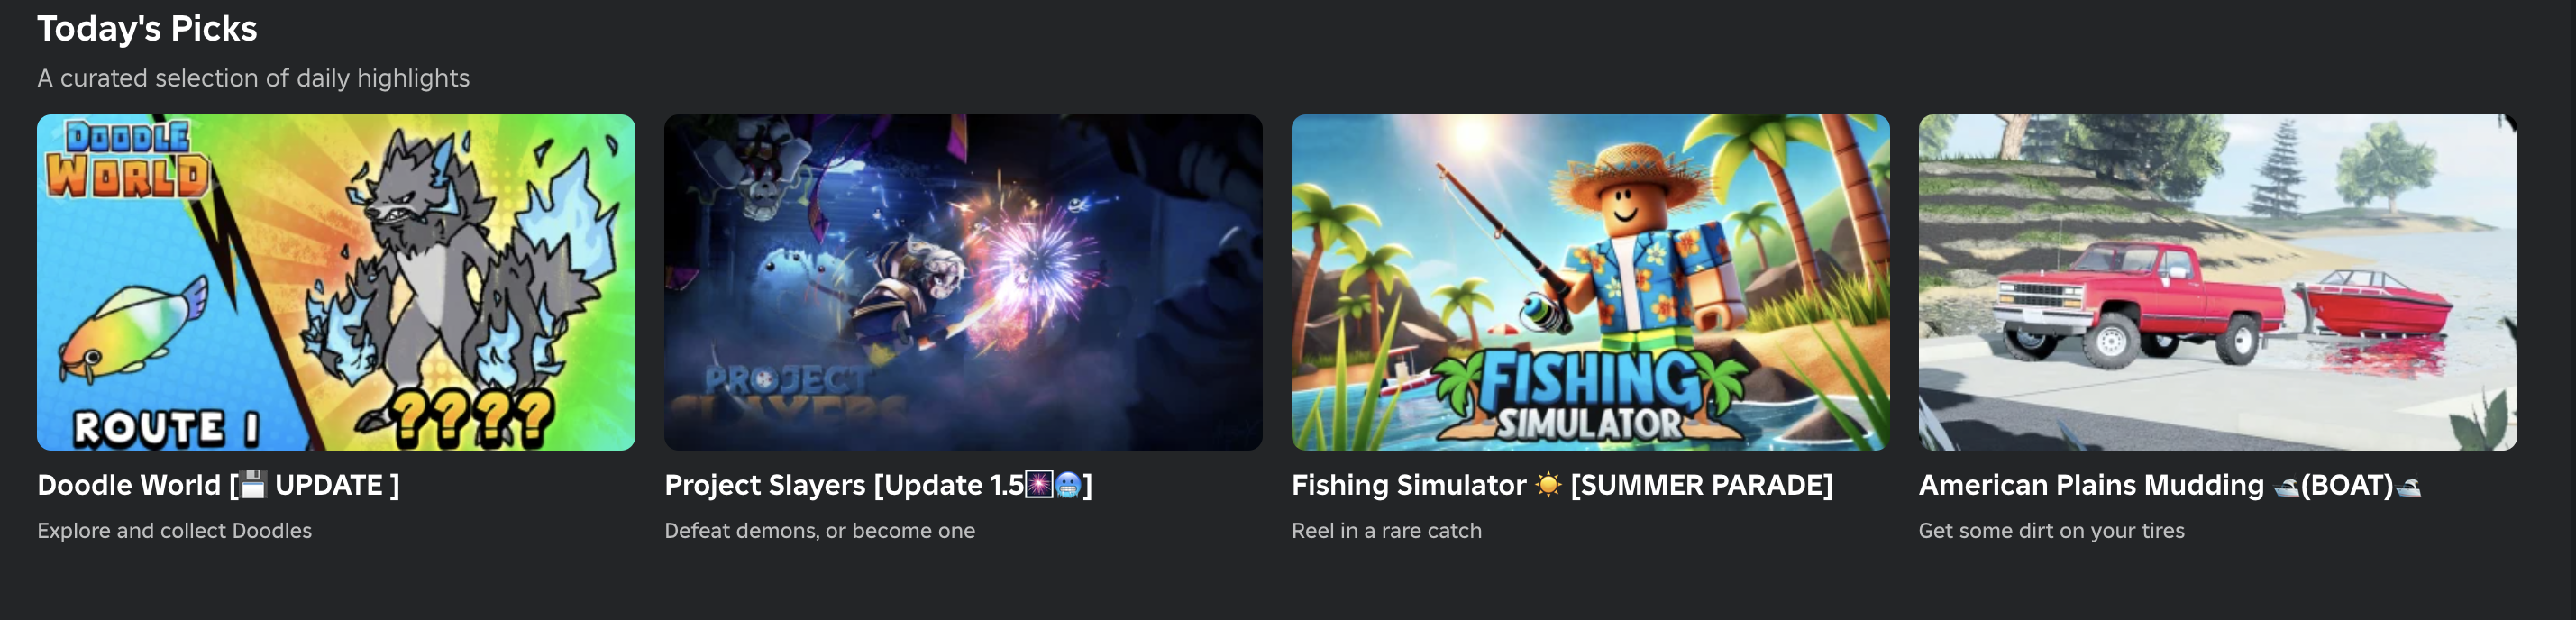 Today's Picks
A curated selection of daily highlights
DOODLE
WORLD
ROUTE 1
????
PROJECT
SLAYERS
FISHING
SIMULATOR
Doodle World [💾 UPDATE ]
Explore and collect Doodles
Project Slayers [Update 1.5🎆🥶]
Defeat demons, or become one
Fishing Simulator ☀️ [SUMMER PARADE]
Reel in a rare catch
American Plains Mudding 🛥️(BOAT)🛥️
Get some dirt on your tires